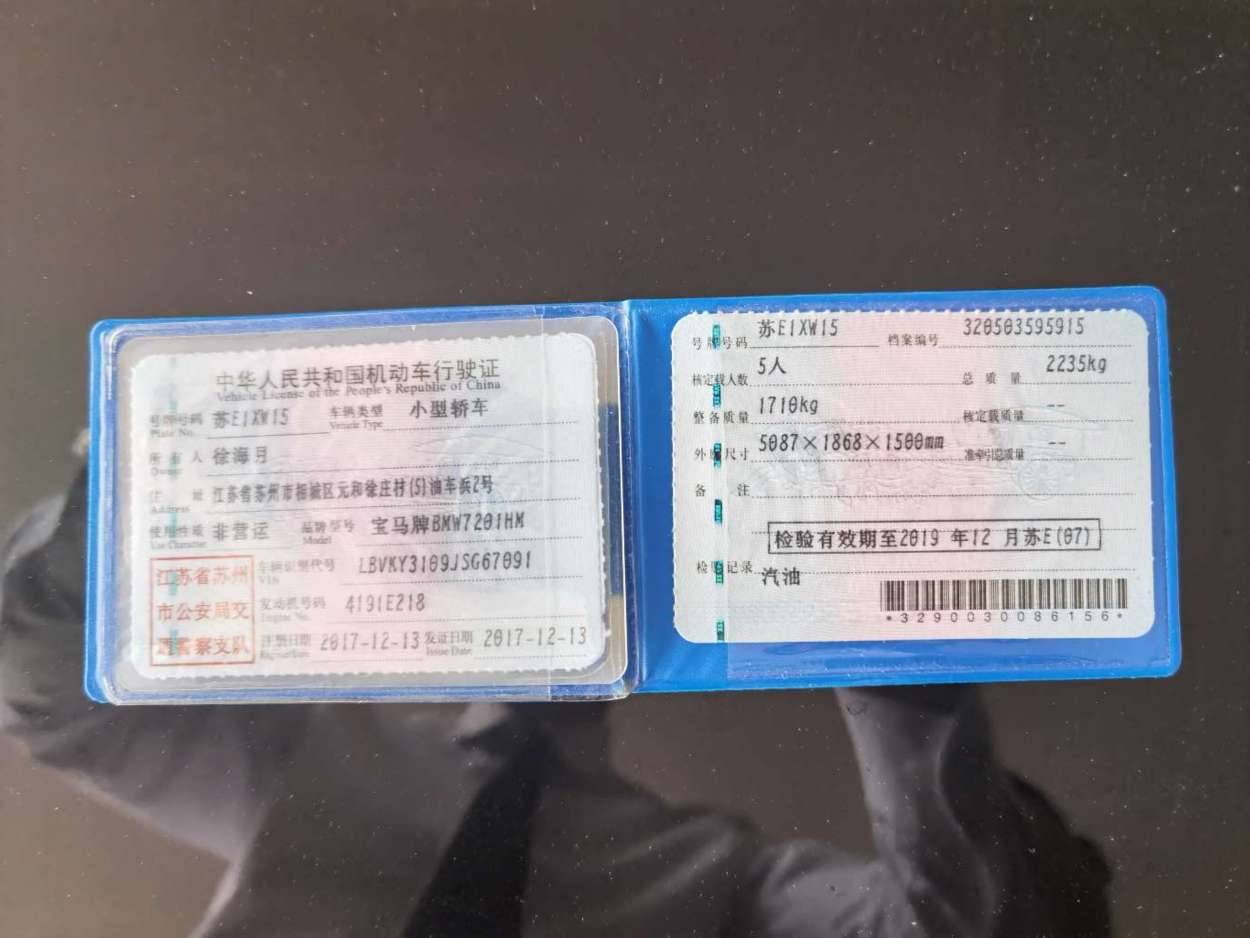 中华人民共和国机动车行驶证
Vehicle License of the People's Republic of China
号牌号码 苏E1XW15 车辆类型 小型轿车
Plate No. Vehicle Type
所有人 徐海月
Owner
住 址 江苏省苏州市相城区元和徐庄村(5)油车浜2号
Address
使用性质 非营运 品牌型号 宝马牌BMW7201HM
Use Character Model
江苏省苏州市公安局交通警察支队
车辆识别代号 LBVKY3109JSG67091
VIN
发动机号码 4191E218
Engine No.
注册日期 2017-12-13 发证日期 2017-12-13
Register Date Issue Date
号牌号码 苏E1XW15 档案编号 320503595915
核定载人数 5人 总 质 量 2235kg
整备质量 1710kg 核定载质量 --
外廓尺寸 5087×1868×1500mm 准牵引总质量 --
备 注
检验有效期至2019 年12 月苏E(07)
检验记录 汽油
*3290030086156*